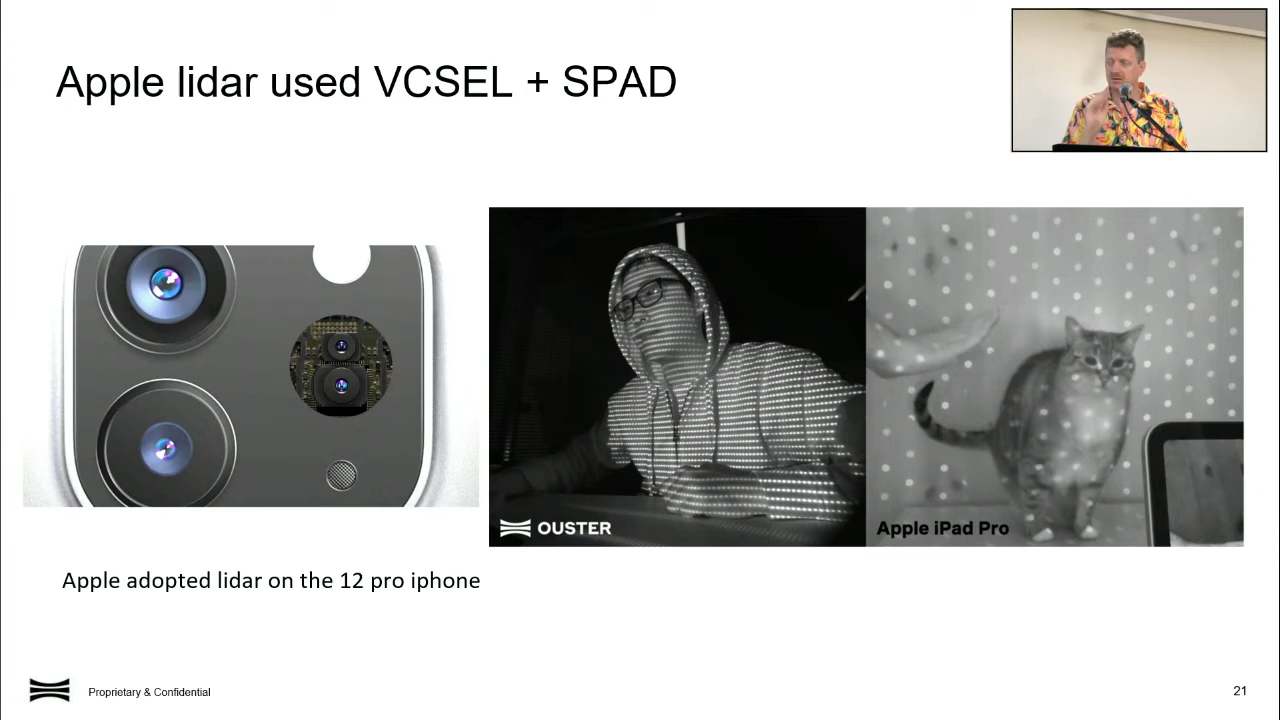 Apple lidar used VCSEL + SPAD
OUSTER
Apple iPad Pro
Apple adopted lidar on the 12 pro iphone
Proprietary & Confidential
21